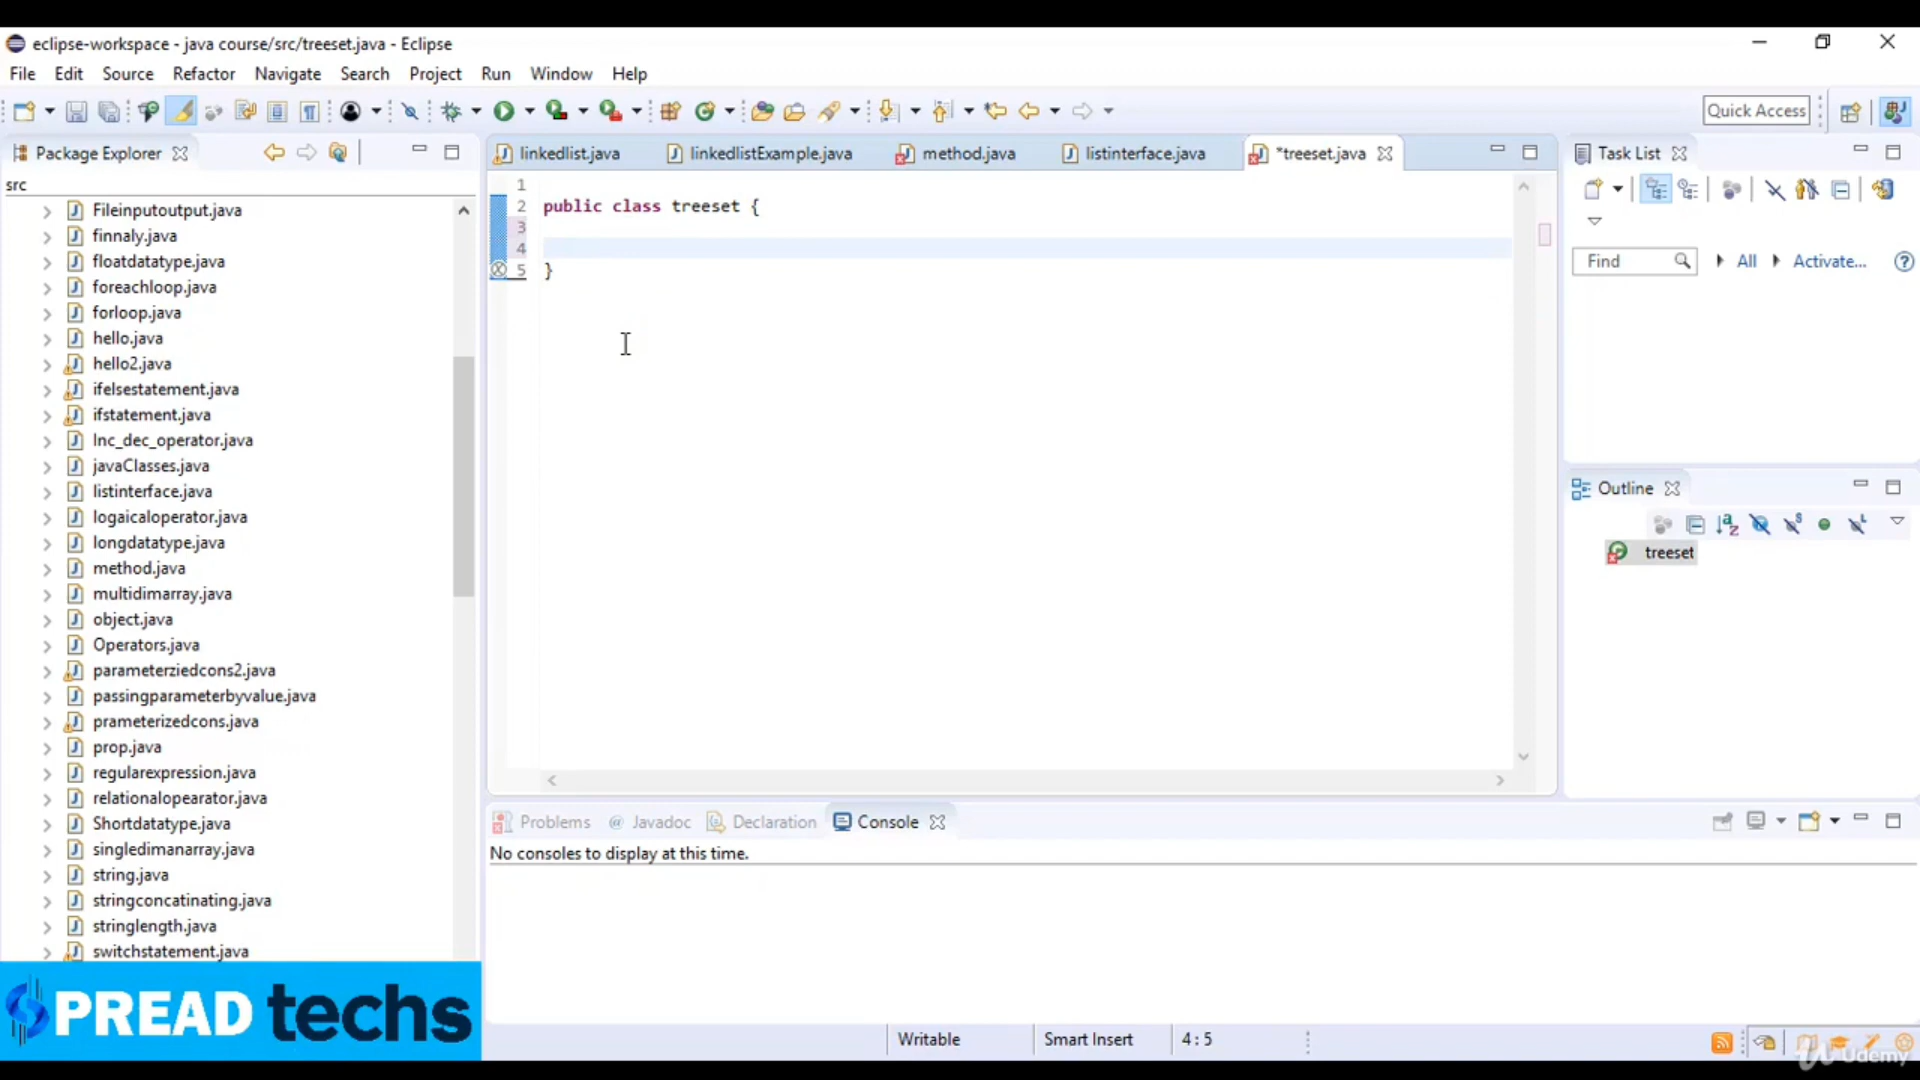 eclipse-workspace - java course/src/treeset.java - Eclipse
File Edit Source Refactor Navigate Search Project Run Window Help
Quick Access
Package Explorer
src
Fileinputoutput.java
finnaly.java
floatdatatype.java
foreachloop.java
forloop.java
hello.java
hello2.java
ifelsestatement.java
ifstatement.java
Inc_dec_operator.java
javaClasses.java
listinterface.java
logaicaloperator.java
longdatatype.java
method.java
multidimarray.java
object.java
Operators.java
parameterziedcons2.java
passingparameterbyvalue.java
prameterizedcons.java
prop.java
regularexpression.java
relationalopearator.java
Shortdatatype.java
singledimanarray.java
string.java
stringconcatinating.java
stringlength.java
switchstatement.java
PREAD techs
linkedlist.java linkedlistExample.java method.java listinterface.java *treeset.java
1
2 public class treeset {
3
4
5 }
Task List
Find All Activate...
Outline
treeset
Problems Javadoc Declaration Console
No consoles to display at this time.
Writable Smart Insert 4 : 5
Udemy